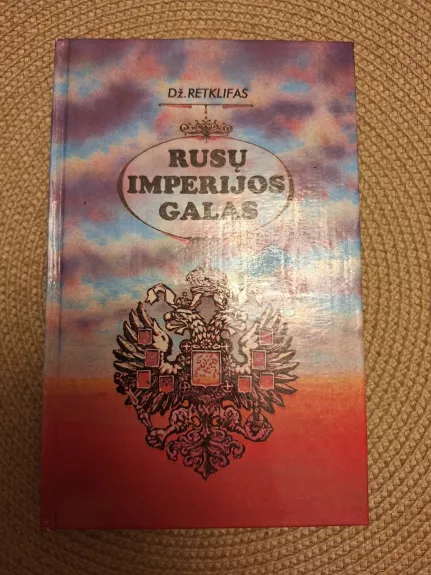 Dž. RETKLIFAS
RUSŲ
IMPERIJOS
GALAS